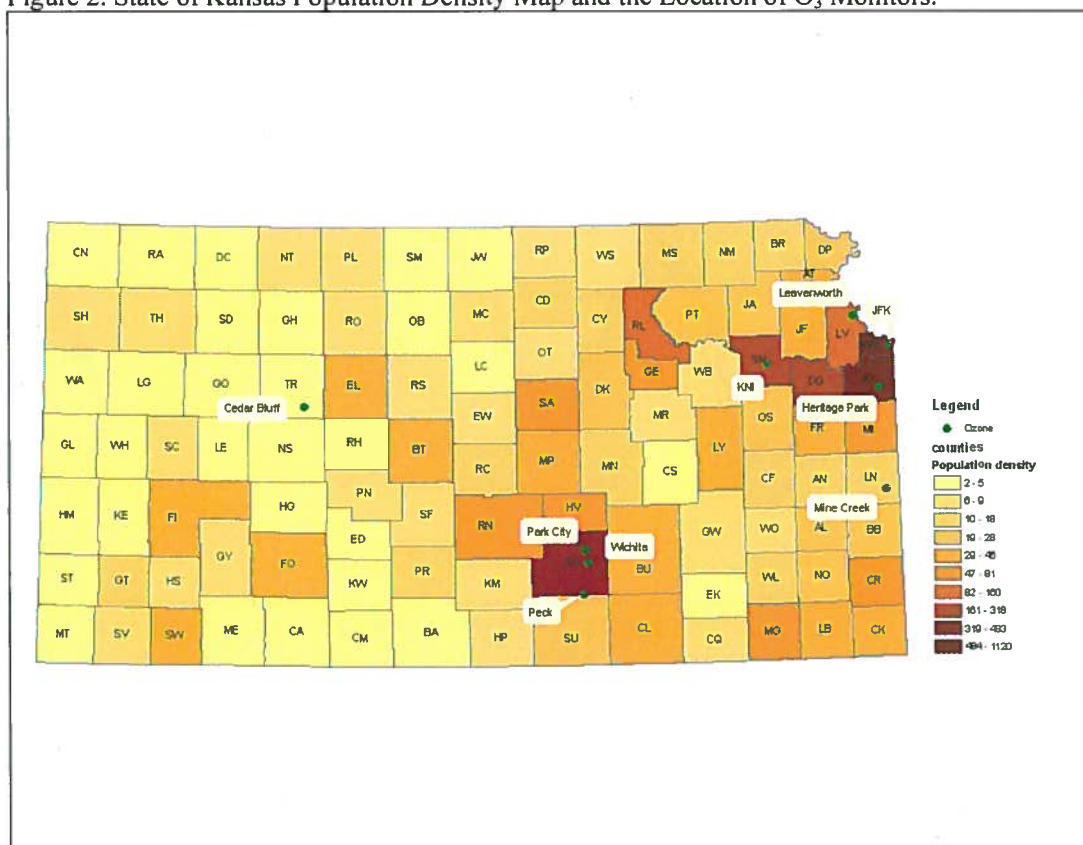 Figure 2. State of Kansas Population Density Map and the Location of O₃ Monitors.
CN RA DC NT PL SM JW RP WS MS NM BR DP
AT
Leavenworth
SH TH SD GH RO OB MC CD CY RL PT JA JF LV JFK
WA LG GO TR EL RS LC OT GE WB SN DG
Cedar Bluff
EW SA DK MR KNI OS Heritage Park
FR MI
GL WH SC LE NS RH BT RC MP MN CS LY CF AN LN
HM KE FI HG PN SF RN HV Mine Creek
GY ED Park City Wichita GW WO AL BB
ST GT HS FO KW PR KM BU EK WL NO CR
Peck
MT SV SW ME CA CM BA HP SU CL CQ MG LB CK
Legend
Ozone
counties
Population density
2 - 5
6 - 9
10 - 18
19 - 28
29 - 46
47 - 81
82 - 160
161 - 318
319 - 483
484 - 1120